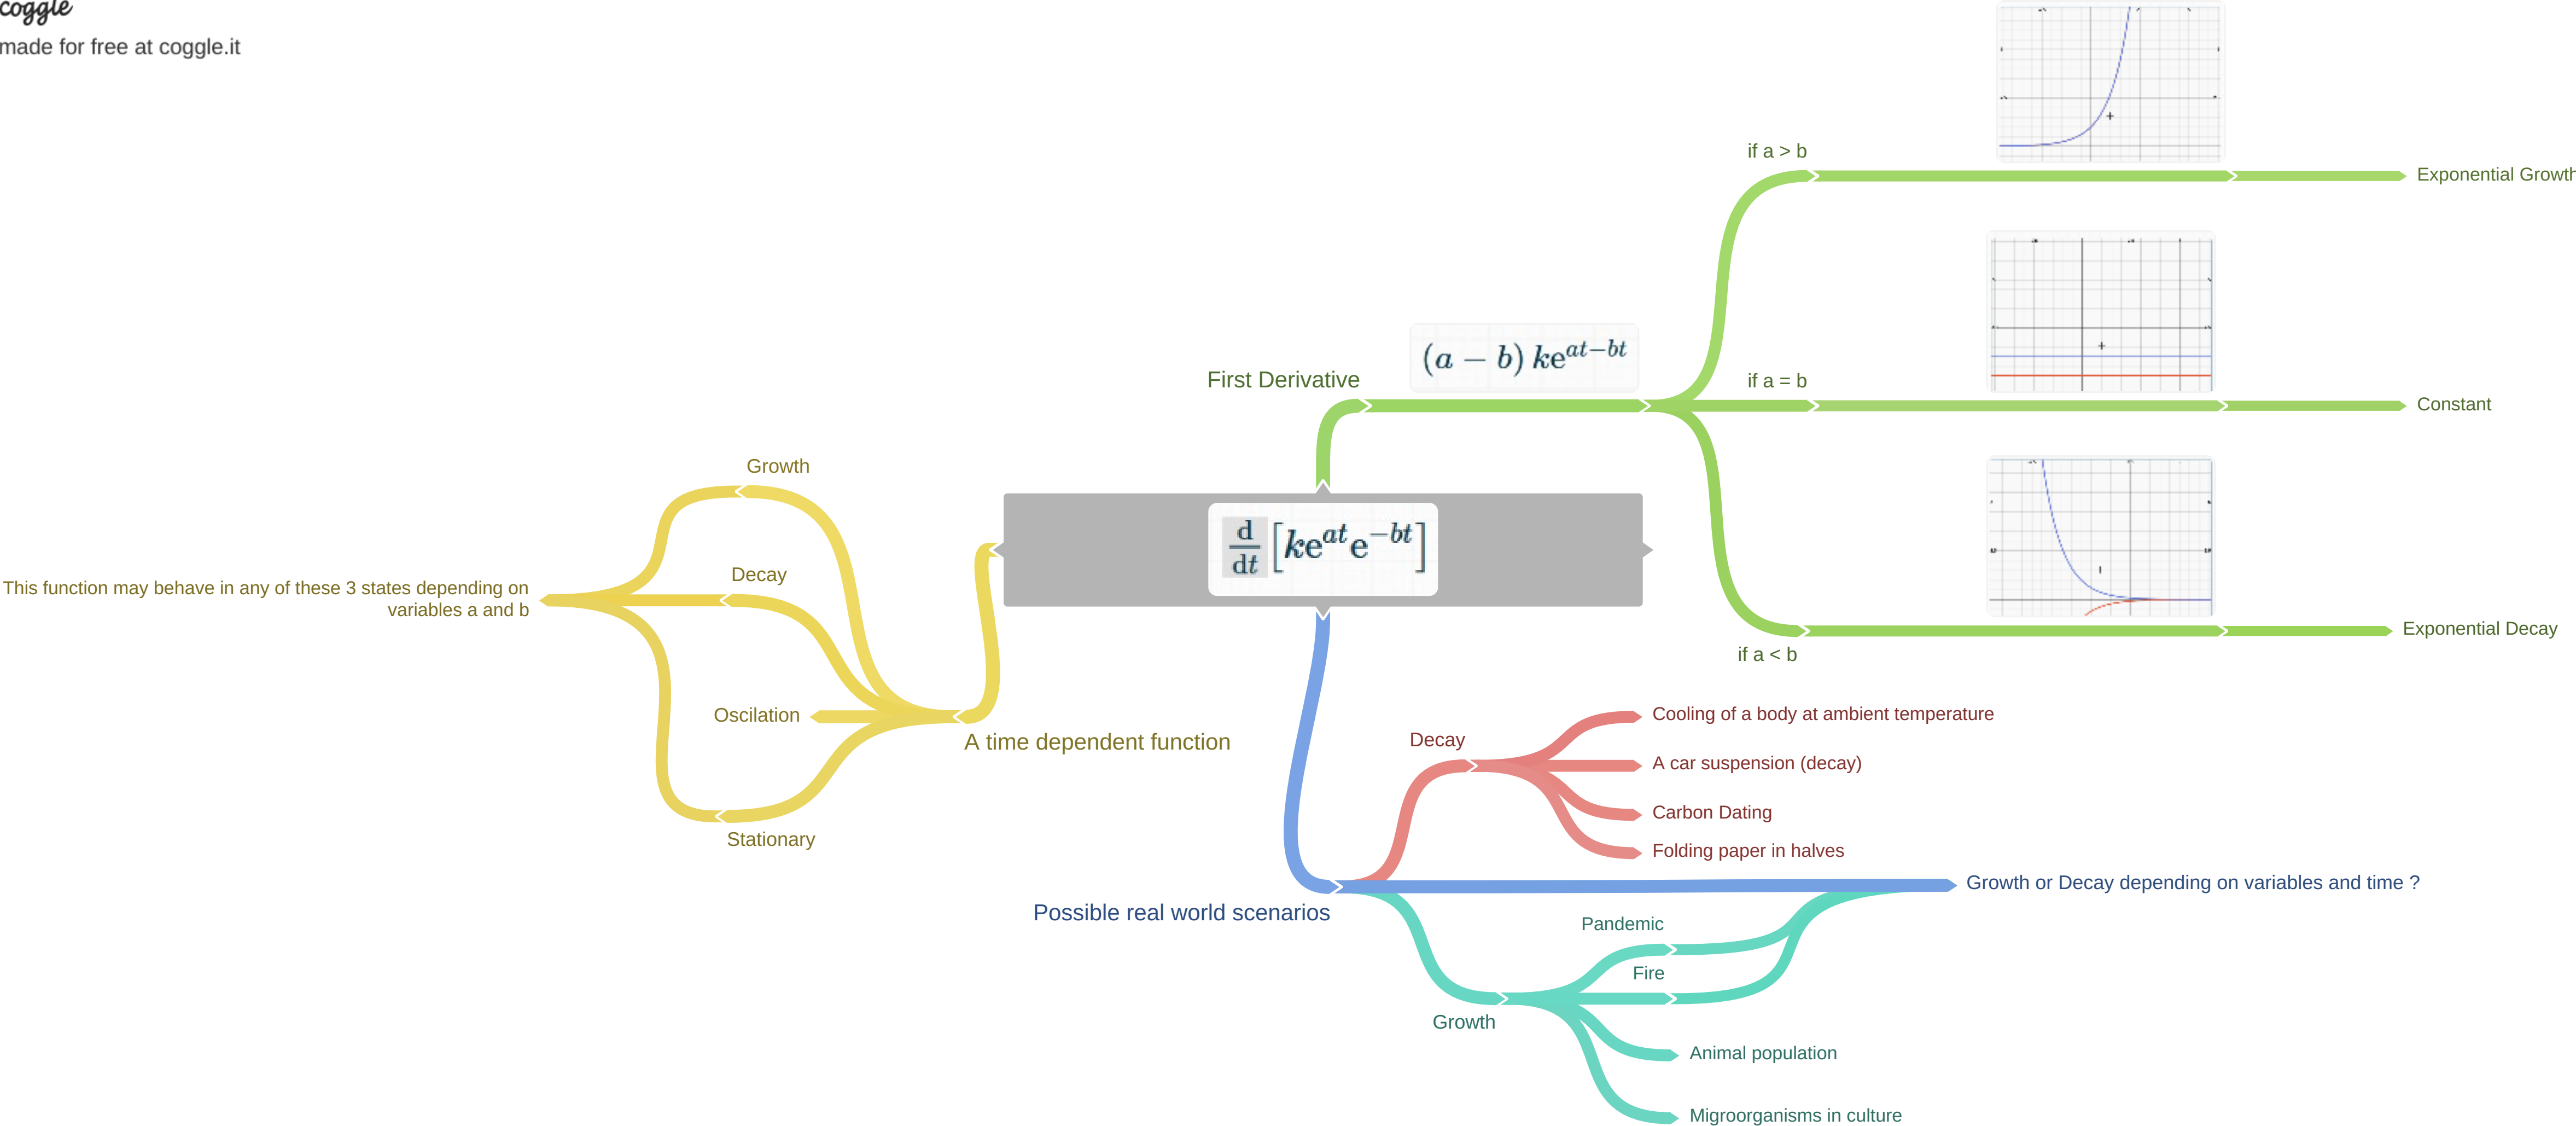 coggle
made for free at coggle.it
if a > b
Exponential Growth
First Derivative
(a − b) ke^{at−bt}
if a = b
Constant
if a < b
Exponential Decay
d/dt [ke^{at}e^{−bt}]
Growth
Decay
Oscilation
Stationary
This function may behave in any of these 3 states depending on
variables a and b
A time dependent function
Possible real world scenarios
Decay
Cooling of a body at ambient temperature
A car suspension (decay)
Carbon Dating
Folding paper in halves
Growth or Decay depending on variables and time ?
Growth
Pandemic
Fire
Animal population
Migroorganisms in culture